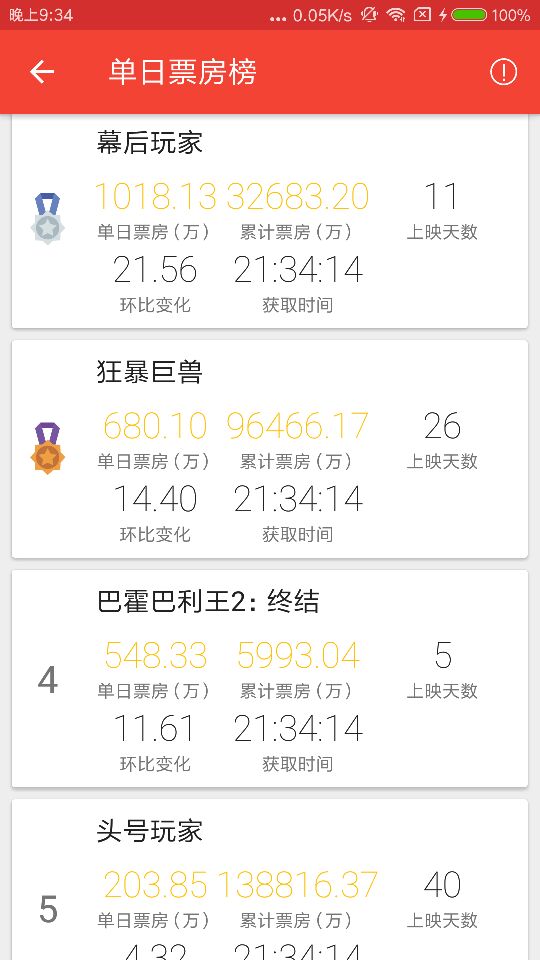 晚上9:34 ... 0.05K/s 100%
单日票房榜
幕后玩家
1018.13 32683.20 11
单日票房（万） 累计票房（万） 上映天数
21.56 21:34:14
环比变化 获取时间
狂暴巨兽
680.10 96466.17 26
单日票房（万） 累计票房（万） 上映天数
14.40 21:34:14
环比变化 获取时间
巴霍巴利王2：终结
4
548.33 5993.04 5
单日票房（万） 累计票房（万） 上映天数
11.61 21:34:14
环比变化 获取时间
头号玩家
5
203.85 138816.37 40
单日票房（万） 累计票房（万） 上映天数
4.32 21:34:14